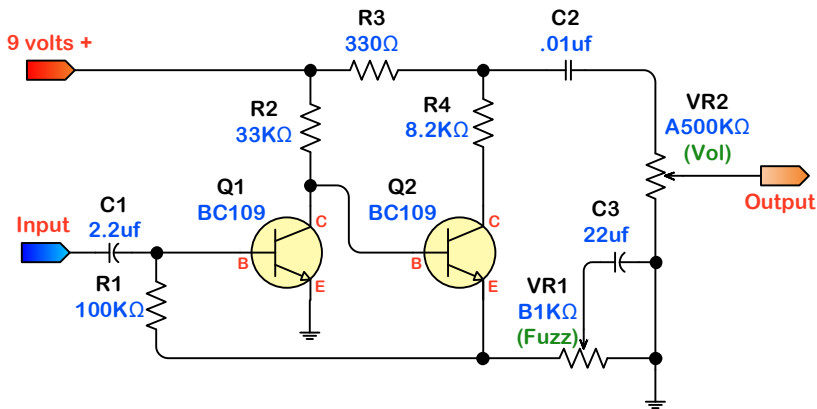 9 volts +
R3
330Ω
C2
.01uf
R2
33KΩ
R4
8.2KΩ
VR2
A500KΩ
(Vol)
Output
Input
C1
2.2uf
Q1
BC109
C
B
E
Q2
BC109
C
B
E
C3
22uf
R1
100KΩ
VR1
B1KΩ
(Fuzz)